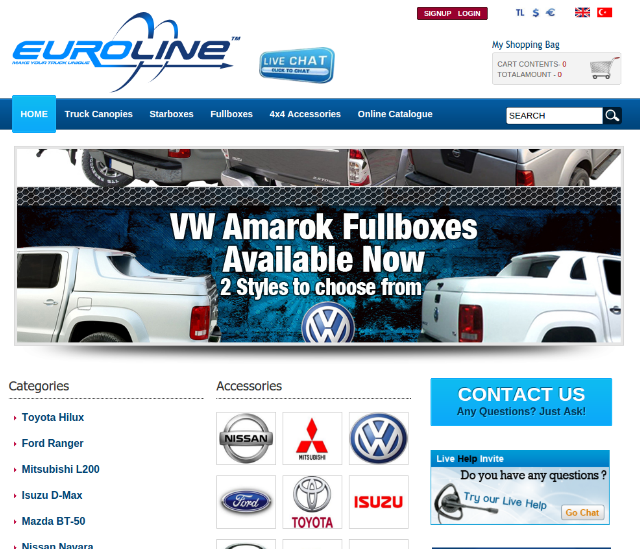 SIGNUP LOGIN
TL $ €
EUROLINE™
MAKE YOUR TRUCK UNIQUE
LIVE CHAT
CLICK TO CHAT
My Shopping Bag
CART CONTENTS- 0
TOTALAMOUNT - 0
HOME Truck Canopies Starboxes Fullboxes 4x4 Accessories Online Catalogue
SEARCH
VW Amarok Fullboxes
Available Now
2 Styles to choose from
Categories
Toyota Hilux
Ford Ranger
Mitsubishi L200
Isuzu D-Max
Mazda BT-50
Nissan Navara
Accessories
NISSAN
MITSUBISHI
Ford
TOYOTA
ISUZU
CONTACT US
Any Questions? Just Ask!
Live Help Invite
Do you have any questions ?
Try our Live Help
Go Chat